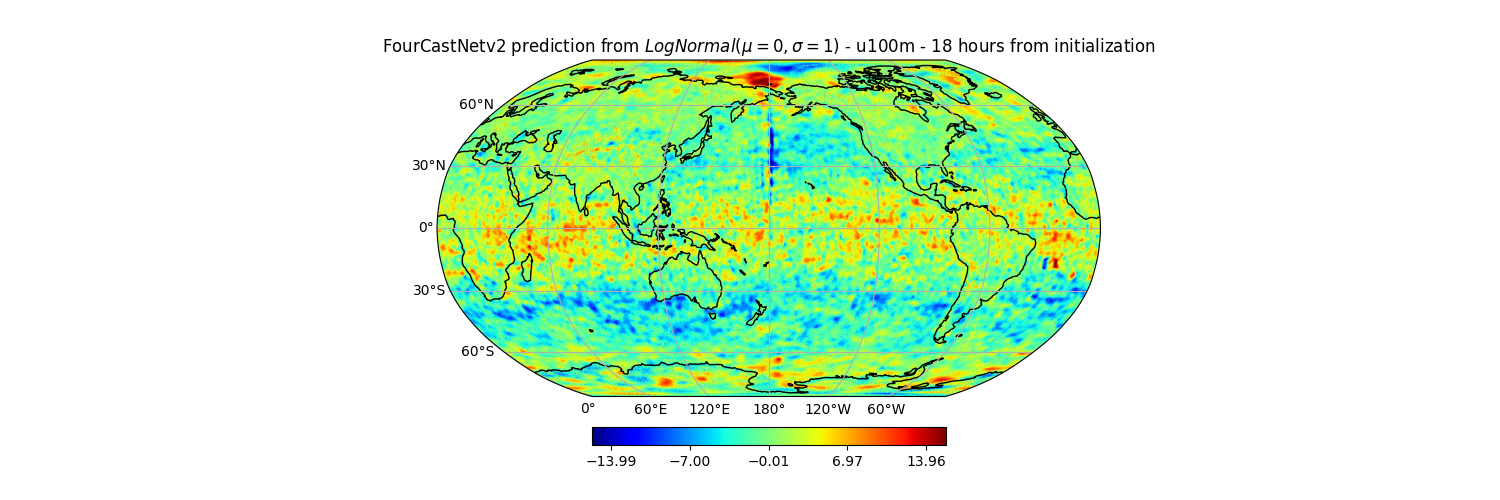 FourCastNetv2 prediction from LogNormal(μ = 0, σ = 1) - u100m - 18 hours from initialization
60°N
30°N
0°
30°S
60°S
0° 60°E 120°E 180° 120°W 60°W
−13.99 −7.00 −0.01 6.97 13.96